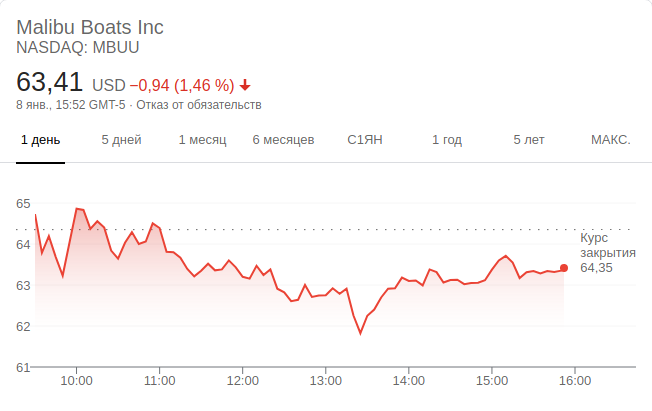 Malibu Boats Inc
NASDAQ: MBUU
63,41 USD −0,94 (1,46 %)
8 янв., 15:52 GMT-5 · Отказ от обязательств
1 день 5 дней 1 месяц 6 месяцев С1ЯН 1 год 5 лет МАКС.
65
64
63
62
61
Курс
закрытия
64,35
10:00 11:00 12:00 13:00 14:00 15:00 16:00